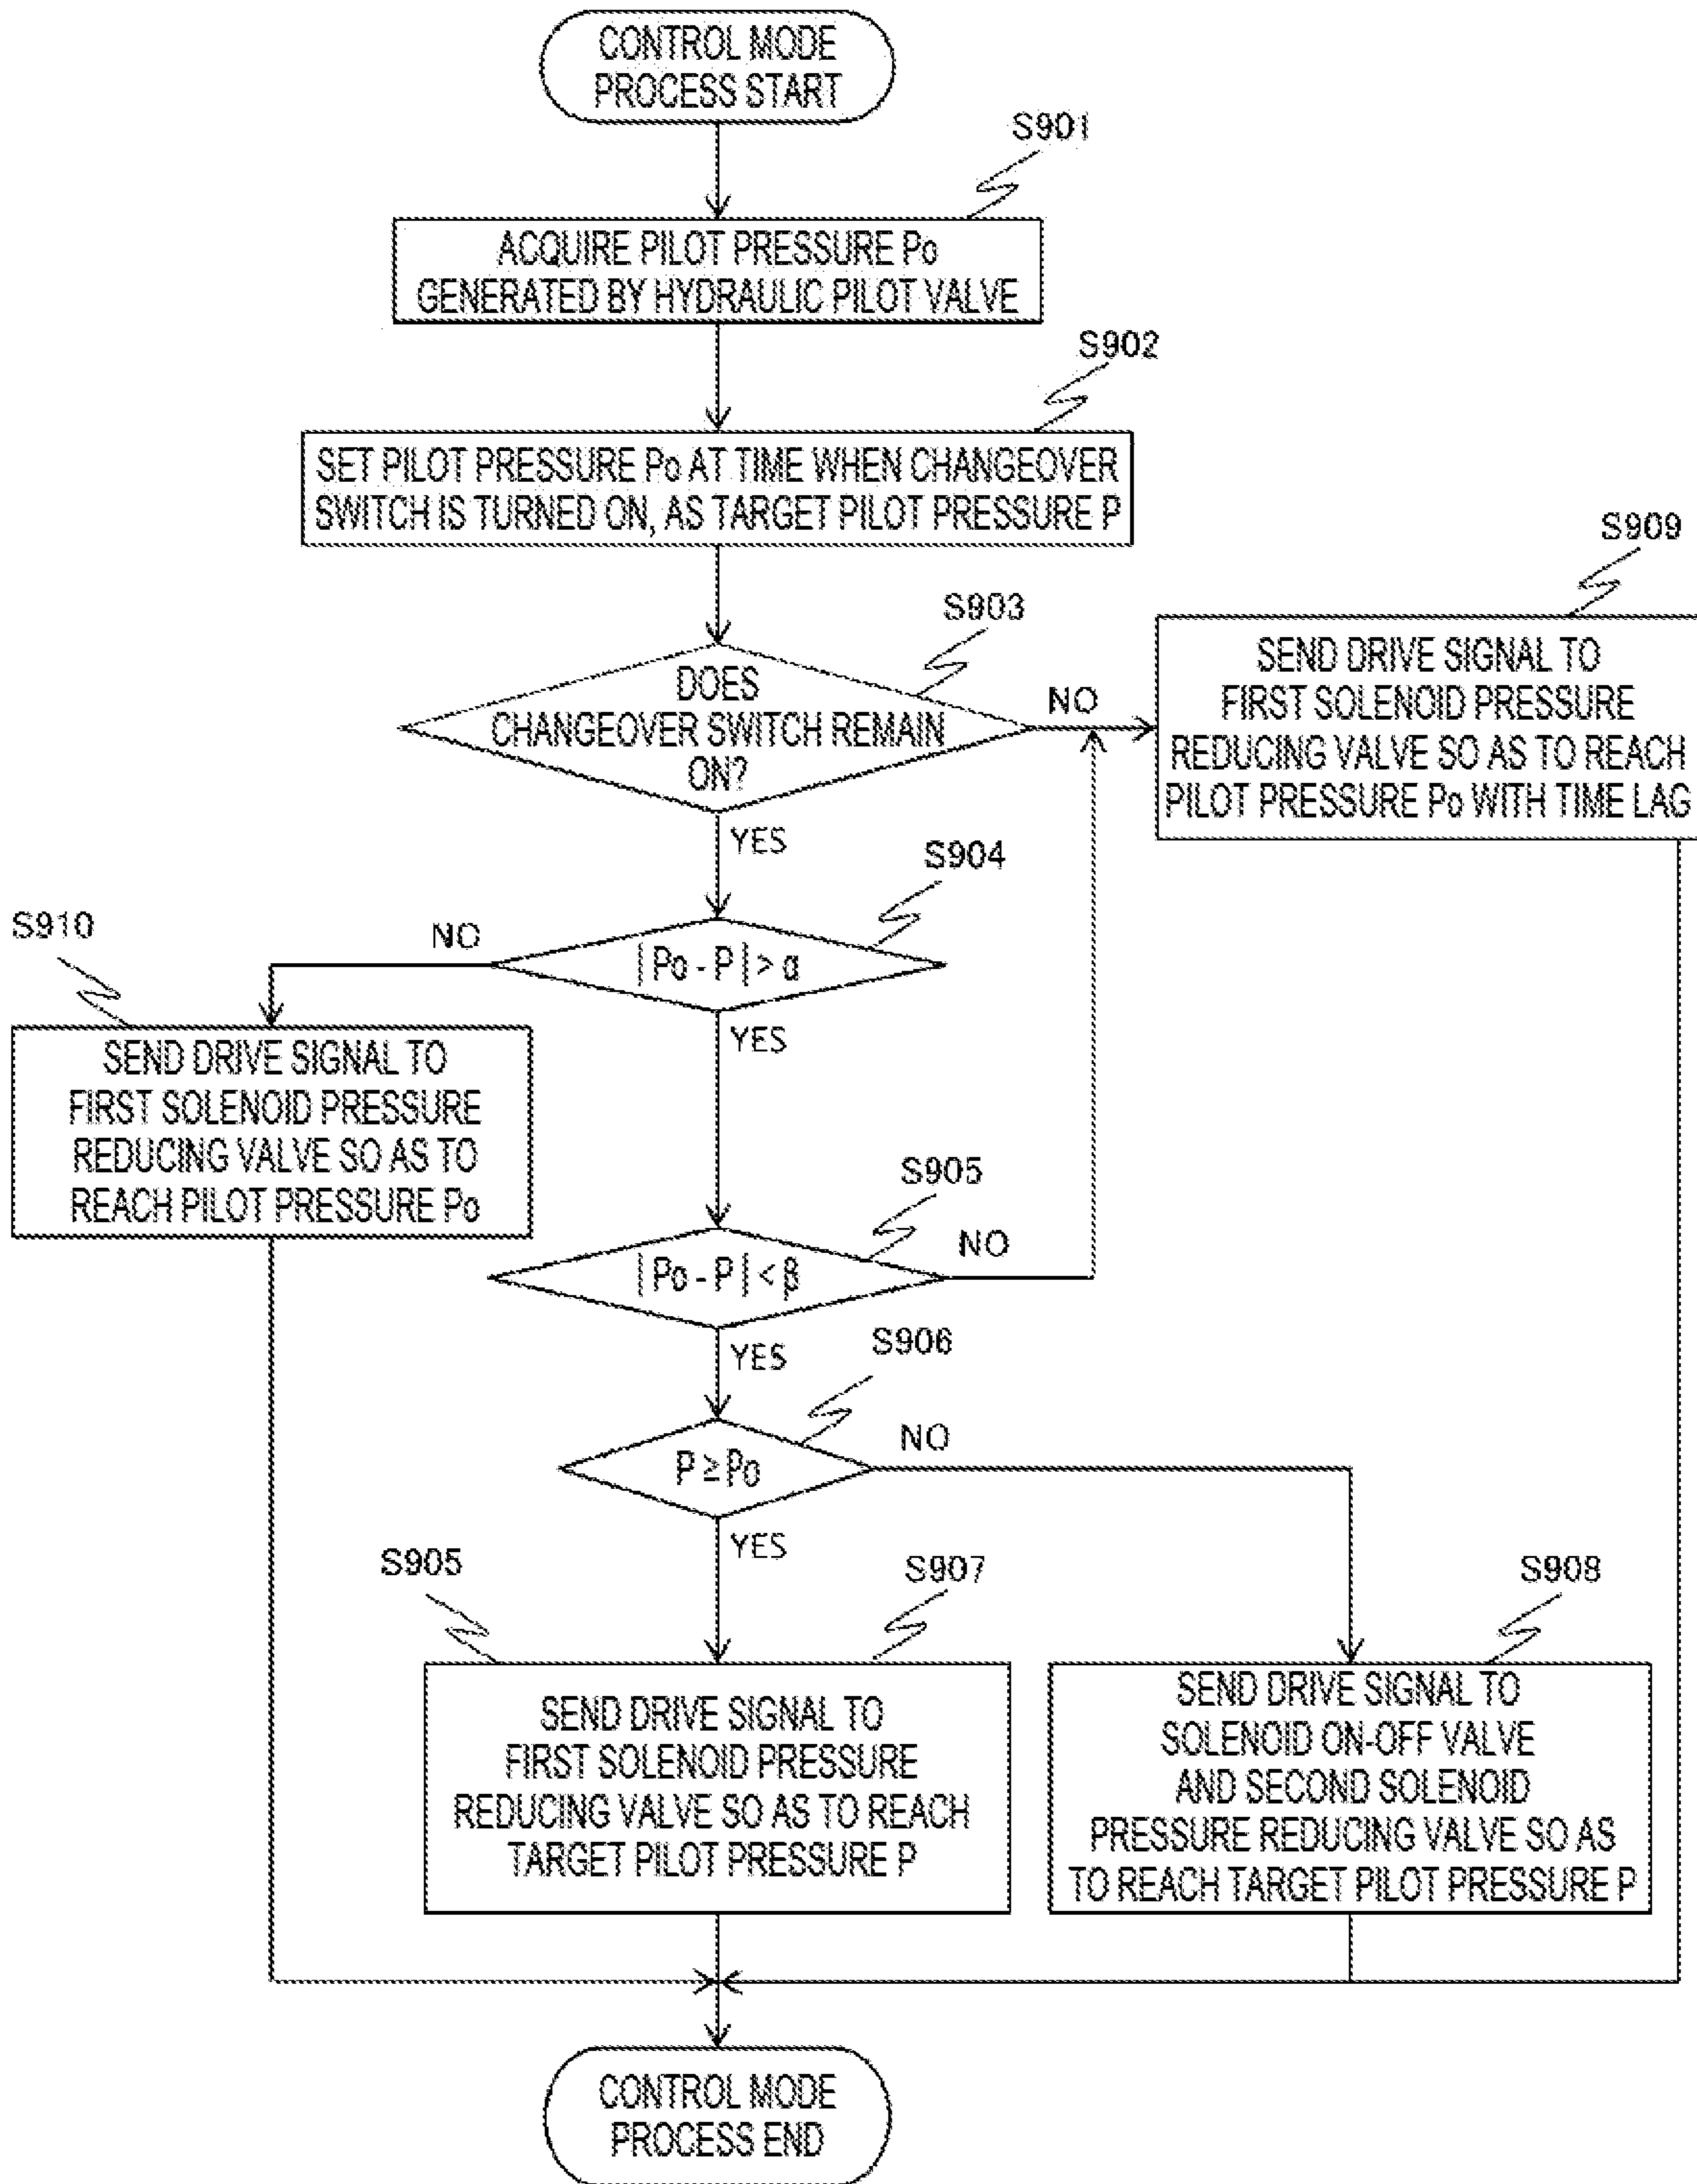 CONTROL MODE
PROCESS START
S901
ACQUIRE PILOT PRESSURE Po
GENERATED BY HYDRAULIC PILOT VALVE
S902
SET PILOT PRESSURE Po AT TIME WHEN CHANGEOVER
SWITCH IS TURNED ON, AS TARGET PILOT PRESSURE P
S903
DOES
CHANGEOVER SWITCH REMAIN
ON?
NO
YES
S909
SEND DRIVE SIGNAL TO
FIRST SOLENOID PRESSURE
REDUCING VALVE SO AS TO REACH
PILOT PRESSURE Po WITH TIME LAG
S904
| Po - P | > α
NO
YES
S910
SEND DRIVE SIGNAL TO
FIRST SOLENOID PRESSURE
REDUCING VALVE SO AS TO
REACH PILOT PRESSURE Po
S905
| Po - P | < β
NO
YES
S906
P ≥ Po
NO
YES
S905
S907
SEND DRIVE SIGNAL TO
FIRST SOLENOID PRESSURE
REDUCING VALVE SO AS TO REACH
TARGET PILOT PRESSURE P
S908
SEND DRIVE SIGNAL TO
SOLENOID ON-OFF VALVE
AND SECOND SOLENOID
PRESSURE REDUCING VALVE SO AS
TO REACH TARGET PILOT PRESSURE P
CONTROL MODE
PROCESS END